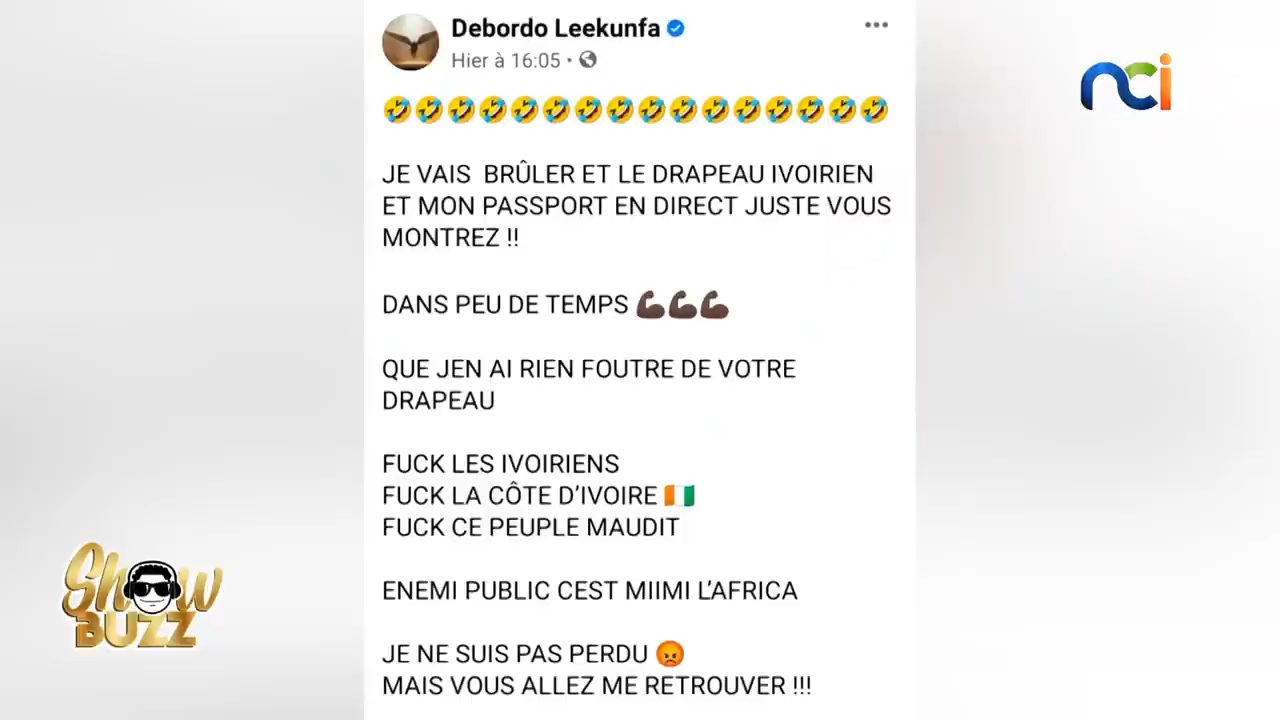 Debordo Leekunfa
Hier à 16:05 •
nci
🤣🤣🤣🤣🤣🤣🤣🤣🤣🤣🤣🤣🤣🤣🤣🤣
JE VAIS  BRÛLER ET LE DRAPEAU IVOIRIEN
ET MON PASSPORT EN DIRECT JUSTE VOUS
MONTREZ !!
DANS PEU DE TEMPS 💪🏿💪🏿💪🏿
QUE JEN AI RIEN FOUTRE DE VOTRE
DRAPEAU
FUCK LES IVOIRIENS
FUCK LA CÔTE D’IVOIRE 🇨🇮
FUCK CE PEUPLE MAUDIT
ENEMI PUBLIC CEST MIIMI L’AFRICA
JE NE SUIS PAS PERDU 😡
MAIS VOUS ALLEZ ME RETROUVER !!!
Show
BUZZ